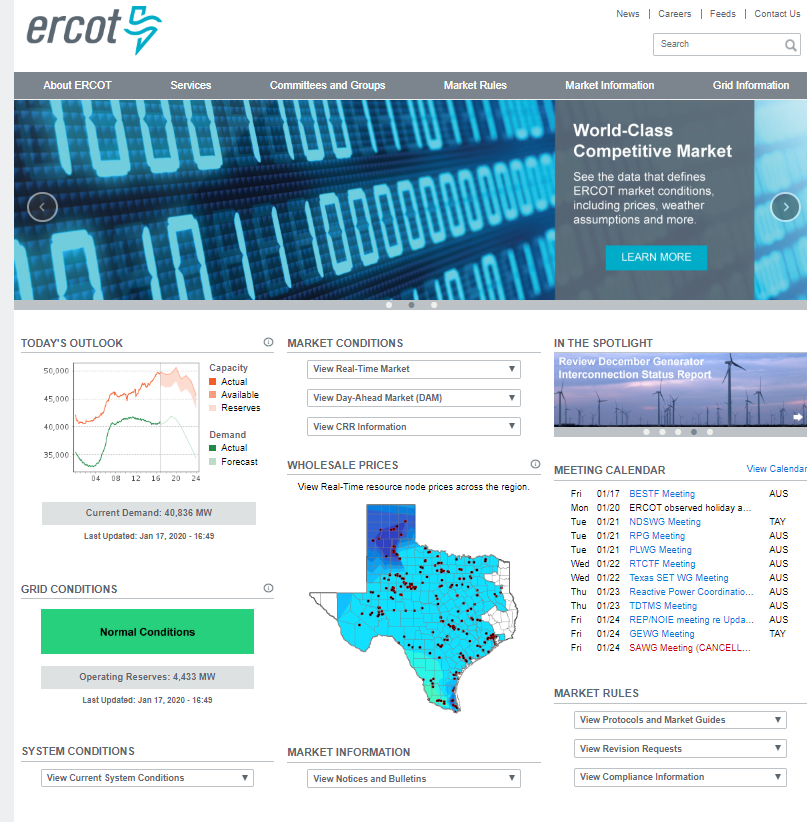 ercot
News | Careers | Feeds | Contact Us
Search
About ERCOT
Services
Committees and Groups
Market Rules
Market Information
Grid Information
World-Class
Competitive Market
See the data that defines
ERCOT market conditions,
including prices, weather
assumptions and more.
LEARN MORE
TODAY'S OUTLOOK
50,000
45,000
40,000
35,000
04 08 12 16 20 24
Capacity
Actual
Available
Reserves
Demand
Actual
Forecast
Current Demand: 40,836 MW
Last Updated: Jan 17, 2020 - 16:49
GRID CONDITIONS
Normal Conditions
Operating Reserves: 4,433 MW
Last Updated: Jan 17, 2020 - 16:49
SYSTEM CONDITIONS
View Current System Conditions
MARKET CONDITIONS
View Real-Time Market
View Day-Ahead Market (DAM)
View CRR Information
WHOLESALE PRICES
View Real-Time resource node prices across the region.
MARKET INFORMATION
View Notices and Bulletins
IN THE SPOTLIGHT
Review December Generator
Interconnection Status Report
MEETING CALENDAR
View Calendar
Fri 01/17 BESTF Meeting AUS
Mon 01/20 ERCOT observed holiday a...
Tue 01/21 NDSWG Meeting TAY
Tue 01/21 RPG Meeting AUS
Tue 01/21 PLWG Meeting AUS
Wed 01/22 RTCTF Meeting AUS
Wed 01/22 Texas SET WG Meeting AUS
Thu 01/23 Reactive Power Coordinatio... AUS
Thu 01/23 TDTMS Meeting AUS
Fri 01/24 REP/NOIE meeting re Upda... AUS
Fri 01/24 GEWG Meeting TAY
Fri 01/24 SAWG Meeting (CANCELL...
MARKET RULES
View Protocols and Market Guides
View Revision Requests
View Compliance Information